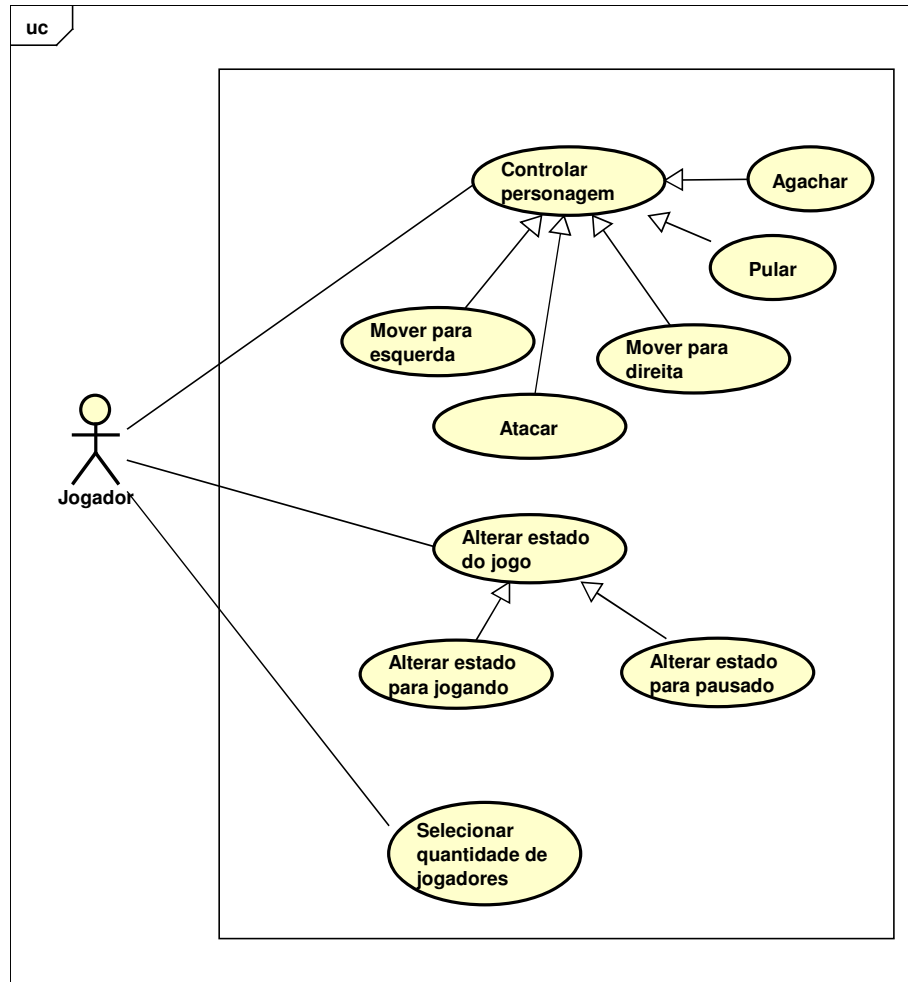 uc
Controlar
personagem
Agachar
Pular
Mover para
esquerda
Mover para
direita
Atacar
Jogador
Alterar estado
do jogo
Alterar estado
para jogando
Alterar estado
para pausado
Selecionar
quantidade de
jogadores